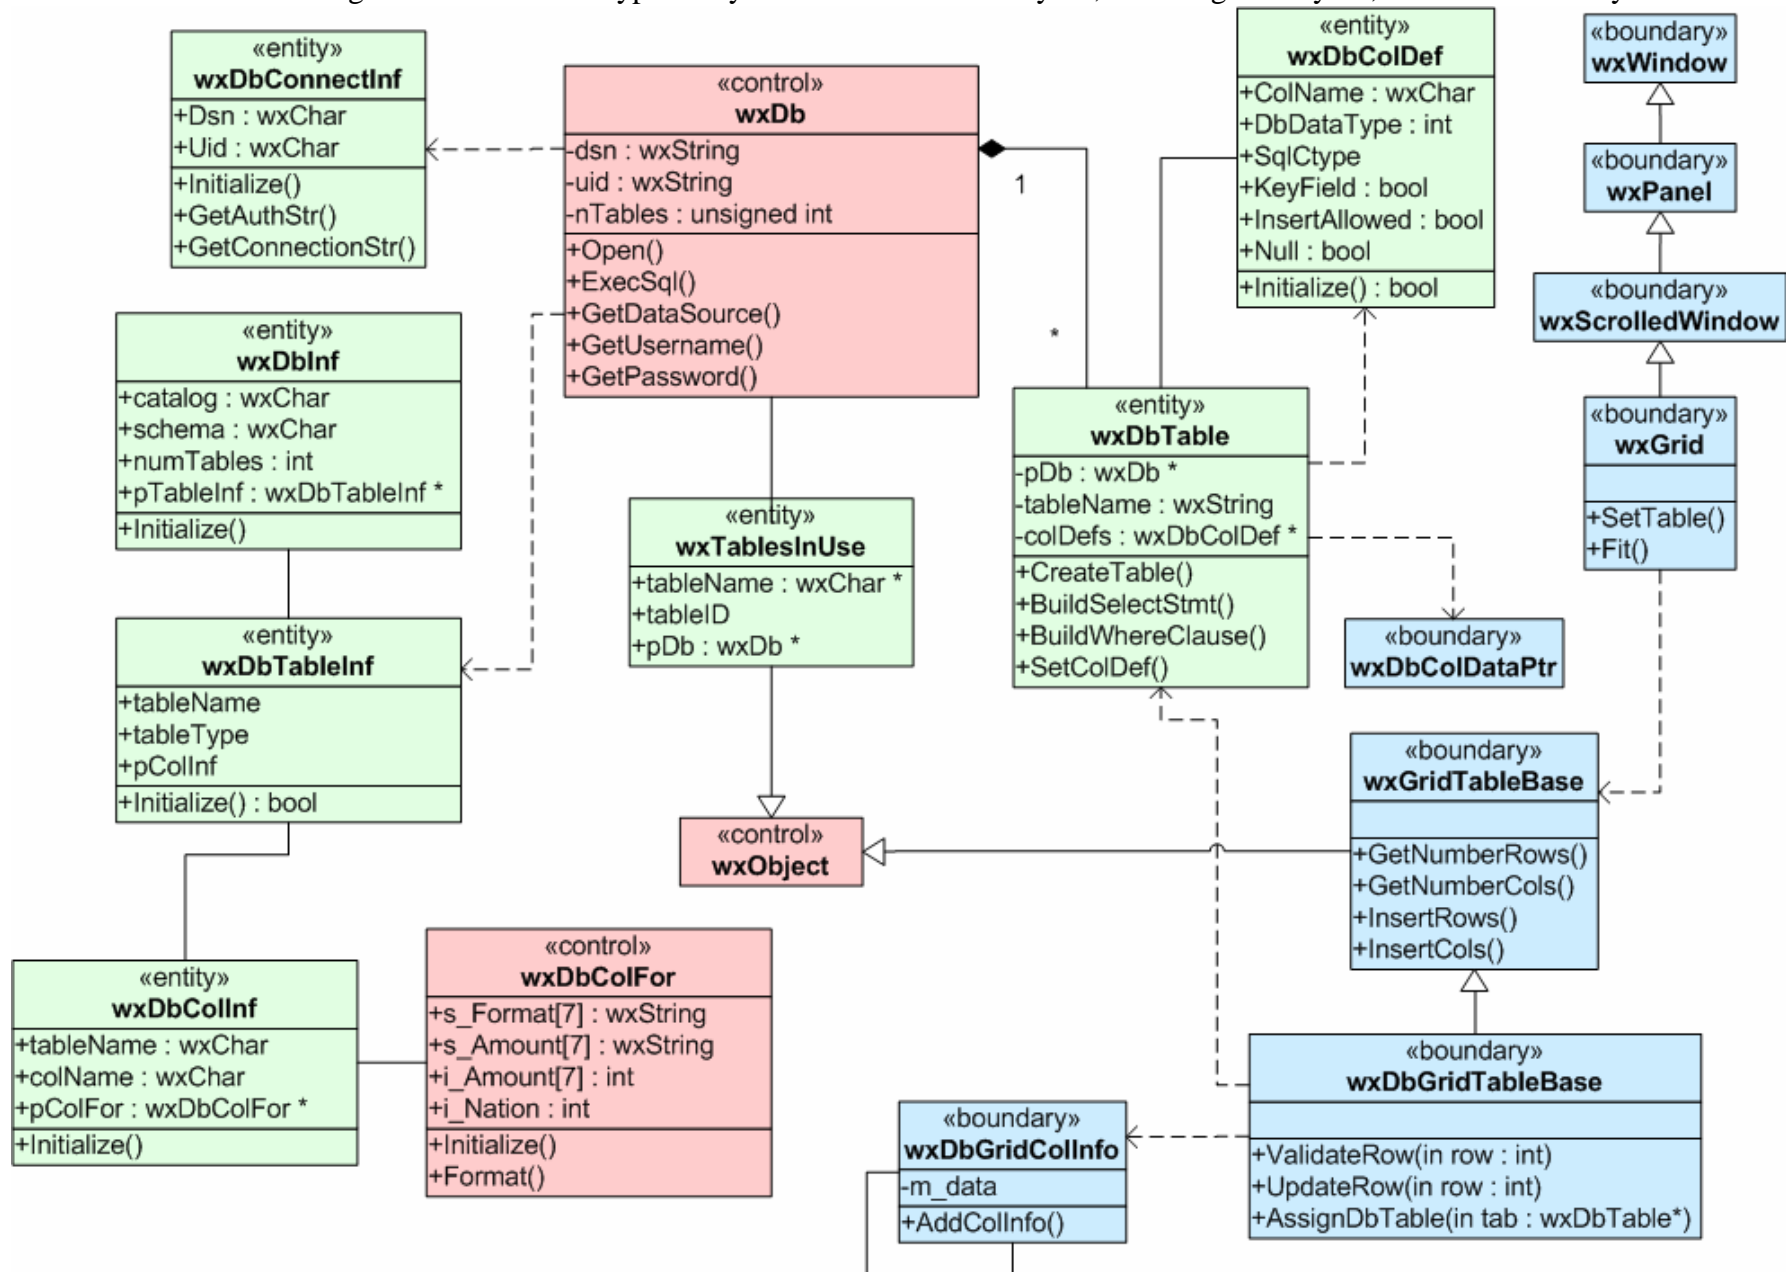 «entity»
wxDbConnectInf
+Dsn : wxChar
+Uid : wxChar
+Initialize()
+GetAuthStr()
+GetConnectionStr()
«control»
wxDb
-dsn : wxString
-uid : wxString
-nTables : unsigned int
+Open()
+ExecSql()
+GetDataSource()
+GetUsername()
+GetPassword()
1
*
«entity»
wxDbColDef
+ColName : wxChar
+DbDataType : int
+SqlCtype
+KeyField : bool
+InsertAllowed : bool
+Null : bool
+Initialize() : bool
«boundary»
wxWindow
«boundary»
wxPanel
«boundary»
wxScrolledWindow
«boundary»
wxGrid
+SetTable()
+Fit()
«entity»
wxDbInf
+catalog : wxChar
+schema : wxChar
+numTables : int
+pTableInf : wxDbTableInf *
+Initialize()
«entity»
wxTablesInUse
+tableName : wxChar *
+tableID
+pDb : wxDb *
«entity»
wxDbTable
-pDb : wxDb *
-tableName : wxString
-colDefs : wxDbColDef *
+CreateTable()
+BuildSelectStmt()
+BuildWhereClause()
+SetColDef()
«boundary»
wxDbColDataPtr
«entity»
wxDbTableInf
+tableName
+tableType
+pColInf
+Initialize() : bool
«control»
wxObject
«boundary»
wxGridTableBase
+GetNumberRows()
+GetNumberCols()
+InsertRows()
+InsertCols()
«entity»
wxDbColInf
+tableName : wxChar
+colName : wxChar
+pColFor : wxDbColFor *
+Initialize()
«control»
wxDbColFor
+s_Format[7] : wxString
+s_Amount[7] : wxString
+i_Amount[7] : int
+i_Nation : int
+Initialize()
+Format()
«boundary»
wxDbGridColInfo
-m_data
+AddColInfo()
«boundary»
wxDbGridTableBase
+ValidateRow(in row : int)
+UpdateRow(in row : int)
+AssignDbTable(in tab : wxDbTable*)